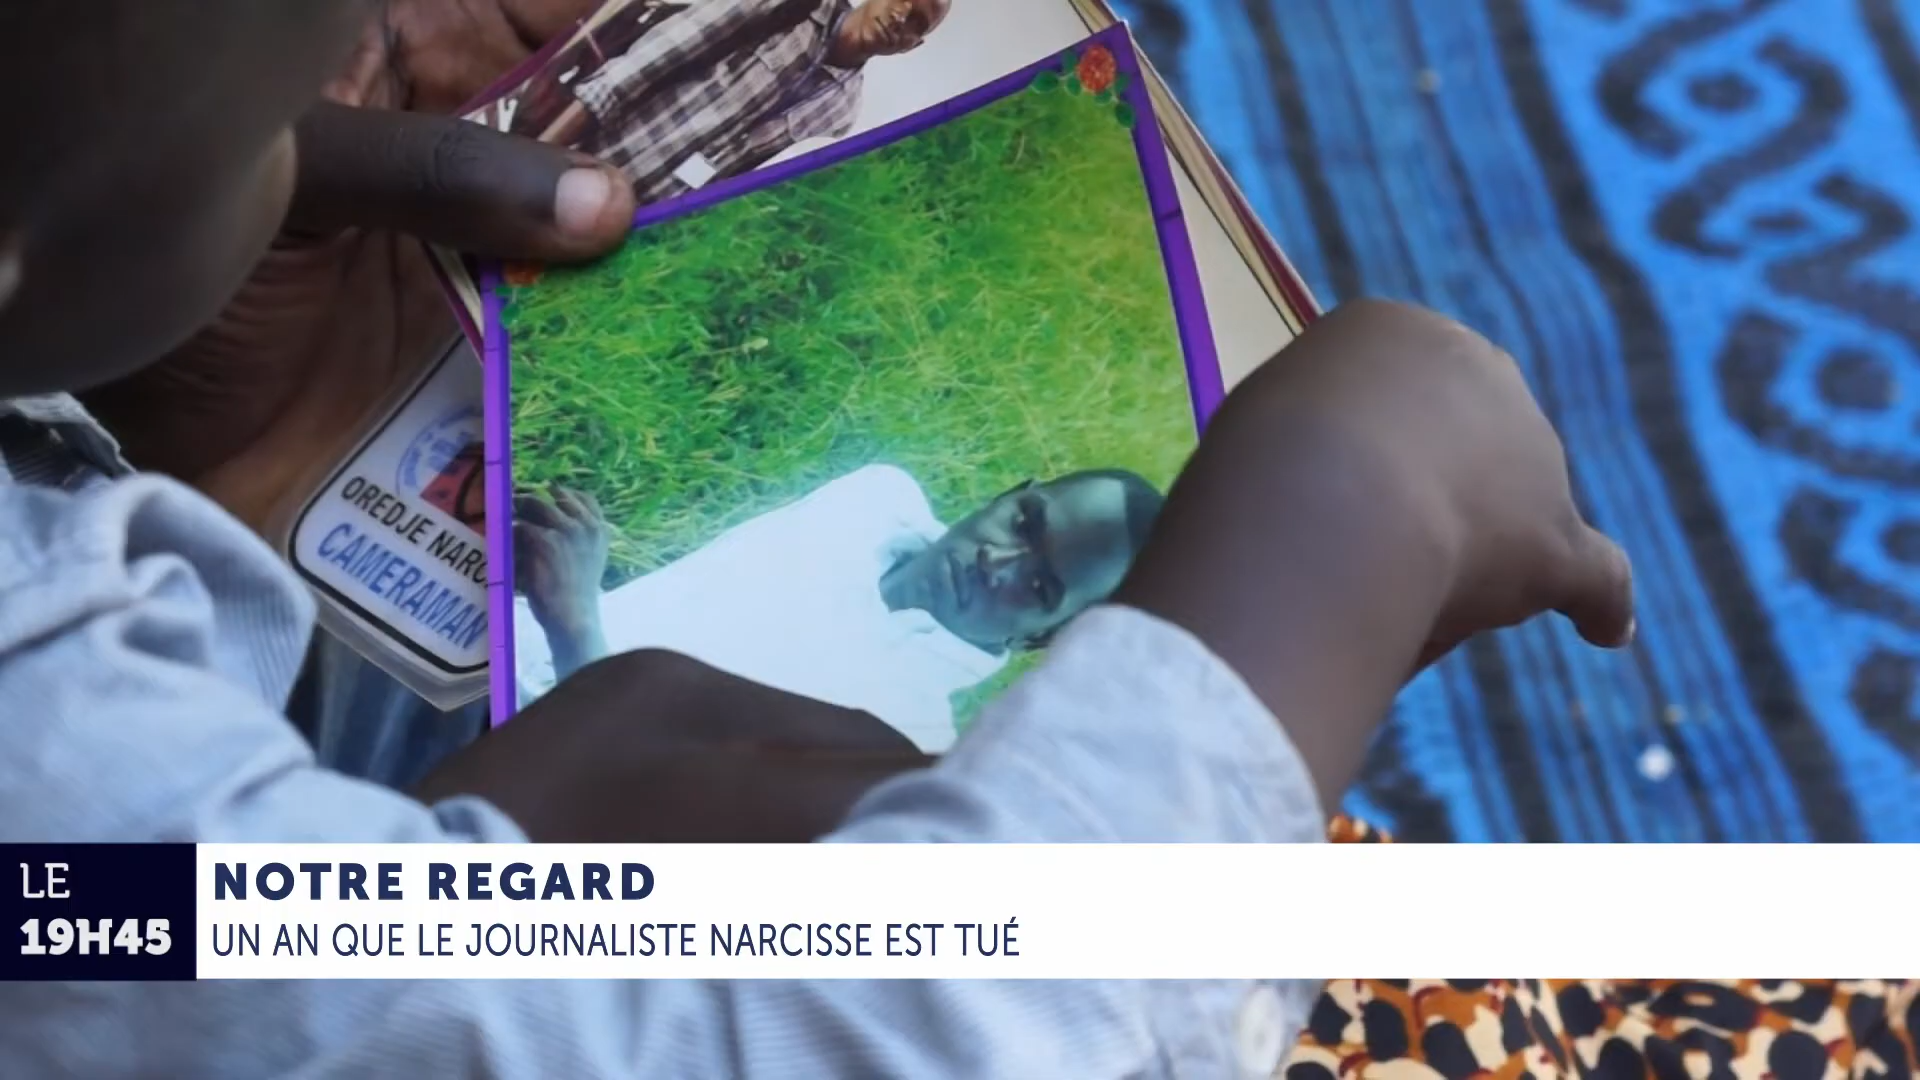 OREDJE NARC
CAMERAMAN
LE
19H45
NOTRE REGARD
UN AN QUE LE JOURNALISTE NARCISSE EST TUÉ